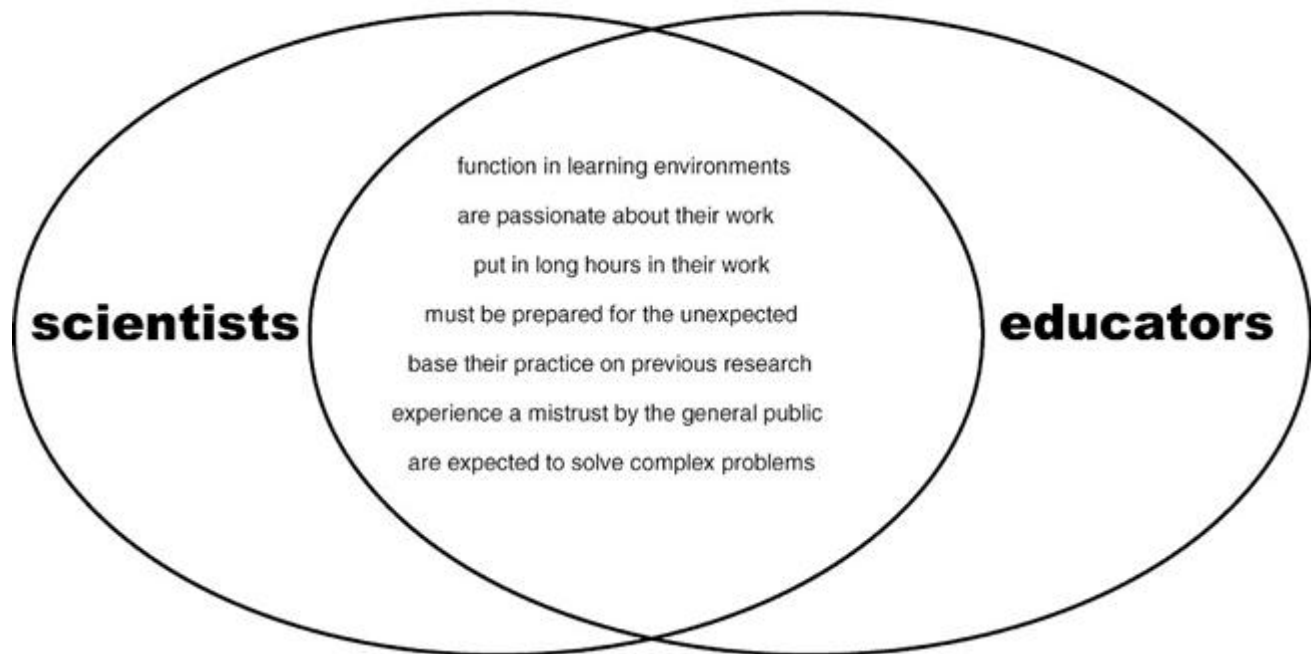 function in learning environments
are passionate about their work
put in long hours in their work
scientists
must be prepared for the unexpected
educators
base their practice on previous research
experience a mistrust by the general public
are expected to solve complex problems